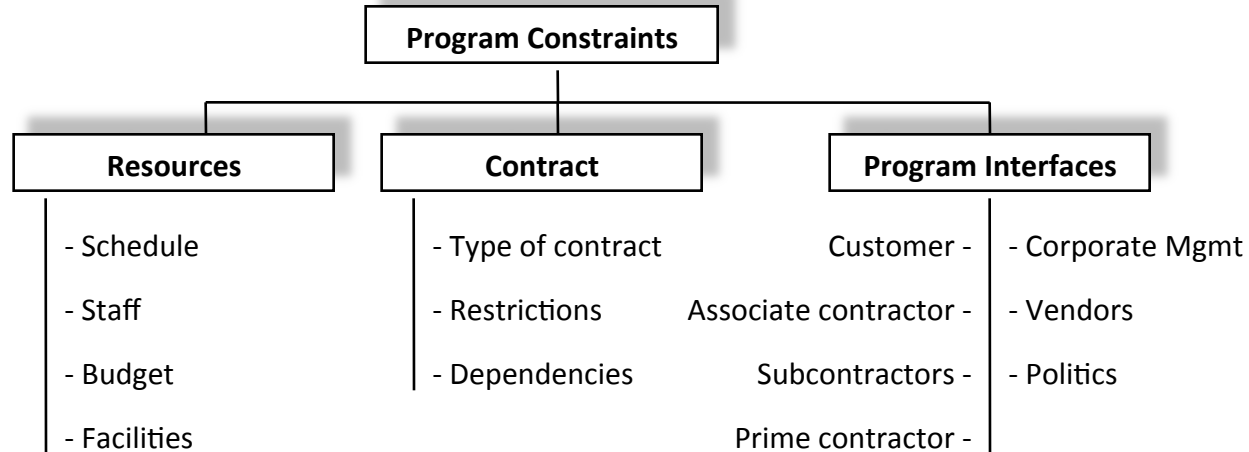 Program Constraints
Resources
- Schedule
- Staff
- Budget
- Facilities
Contract
- Type of contract
- Restrictions
- Dependencies
Program Interfaces
Customer -
Associate contractor -
Subcontractors -
Prime contractor -
- Corporate Mgmt
- Vendors
- Politics